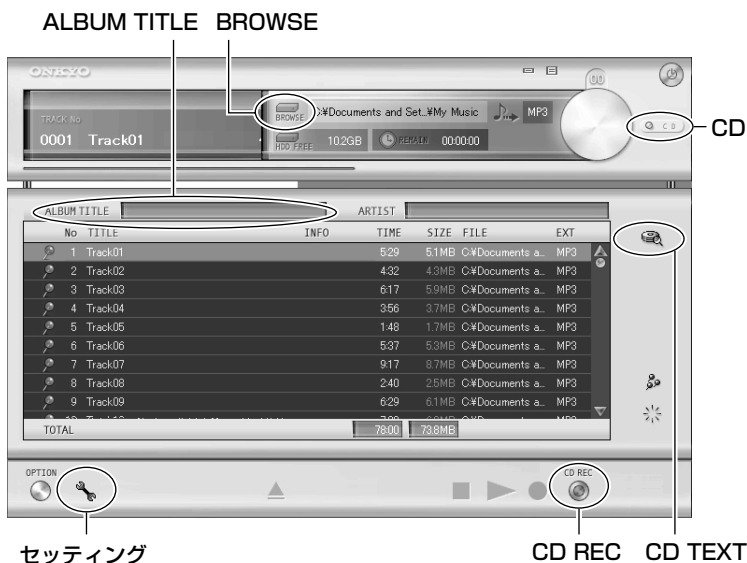 ALBUM TITLE BROWSE
ONKYO
TRACK No
0001 Track01
BROWSE :¥Documents and Set..¥My Music MP3
HDD FREE 10.2GB REMAIN 00:00:00
CD
CD
ALBUM TITLE ARTIST
No TITLE INFO TIME SIZE FILE EXT
1 Track01 5:29 5.1MB C:¥Documents a... MP3
2 Track02 4:32 4.3MB C:¥Documents a... MP3
3 Track03 6:17 5.9MB C:¥Documents a... MP3
4 Track04 3:56 3.7MB C:¥Documents a... MP3
5 Track05 1:48 1.7MB C:¥Documents a... MP3
6 Track06 5:37 5.3MB C:¥Documents a... MP3
7 Track07 9:17 8.7MB C:¥Documents a... MP3
8 Track08 2:40 2.5MB C:¥Documents a... MP3
9 Track09 6:29 6.1MB C:¥Documents a... MP3
TOTAL 78:00 73.8MB
OPTION CD REC
セッティング CD REC CD TEXT